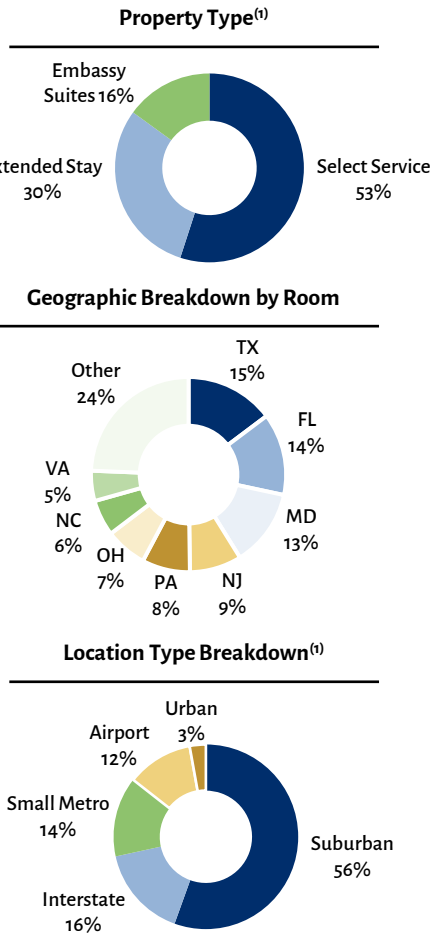 Property Type(1)
Embassy
Suites 16%
xtended Stay
30%
Select Service
53%
Geographic Breakdown by Room
TX
15%
Other
24%
FL
14%
VA
5%
MD
13%
NC
6%
OH
7%
PA
8%
NJ
9%
Location Type Breakdown(1)
Urban
3%
Airport
12%
Small Metro
14%
Suburban
56%
Interstate
16%